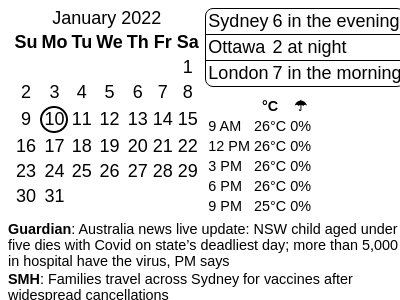 January 2022
Su Mo Tu We Th Fr Sa
1
2 3 4 5 6 7 8
9 10 11 12 13 14 15
16 17 18 19 20 21 22
23 24 25 26 27 28 29
30 31
Sydney 6 in the evening
Ottawa 2 at night
London 7 in the morning
°C ☂
9 AM 26°C 0%
12 PM 26°C 0%
3 PM 26°C 0%
6 PM 26°C 0%
9 PM 25°C 0%
Guardian: Australia news live update: NSW child aged under
five dies with Covid on state’s deadliest day; more than 5,000
in hospital have the virus, PM says
SMH: Families travel across Sydney for vaccines after
widespread cancellations